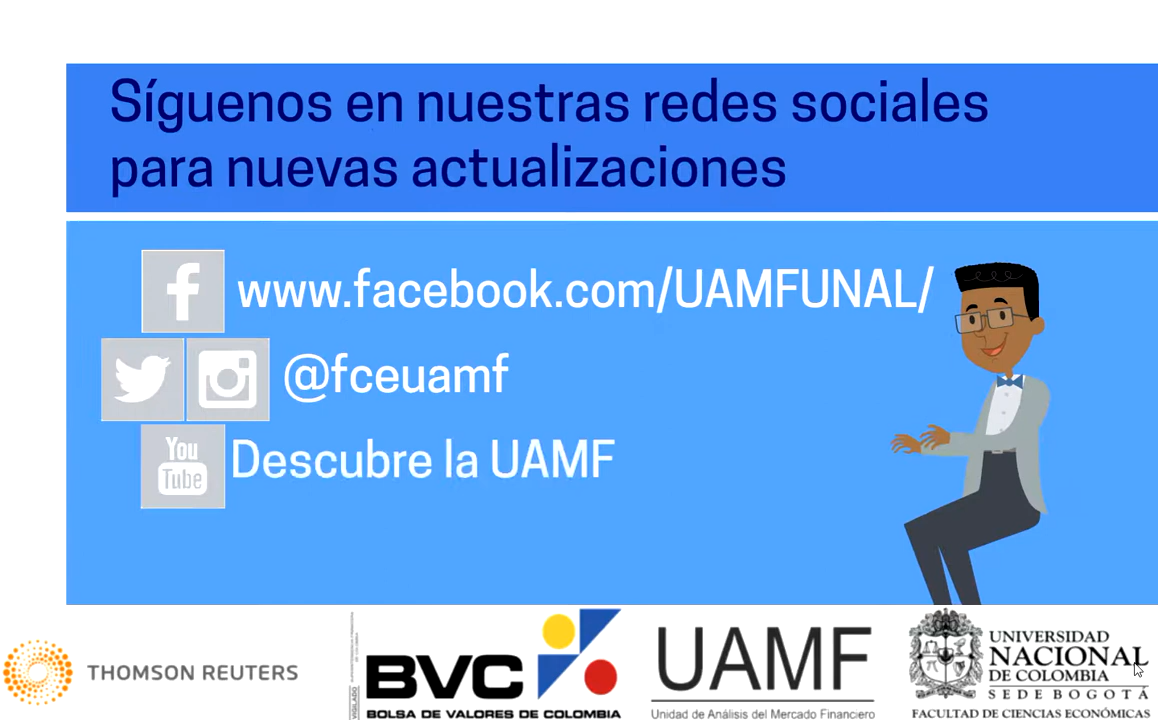 Síguenos en nuestras redes sociales
para nuevas actualizaciones
www.facebook.com/UAMFUNAL/
@fceuamf
You
Tube
Descubre la UAMF
THOMSON REUTERS
VIGILADO
BVC
BOLSA DE VALORES DE COLOMBIA
UAMF
Unidad de Análisis del Mercado Financiero
UNIVERSIDAD
NACIONAL
DE COLOMBIA
SEDE BOGOTÁ
FACULTAD DE CIENCIAS ECONÓMICAS